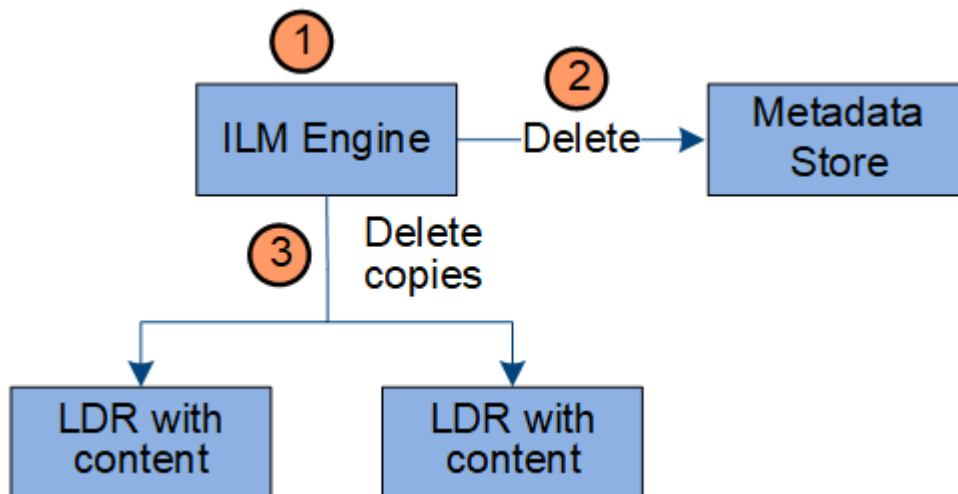 1
2
ILM Engine
Delete
Metadata
Store
3
Delete
copies
LDR with
content
LDR with
content